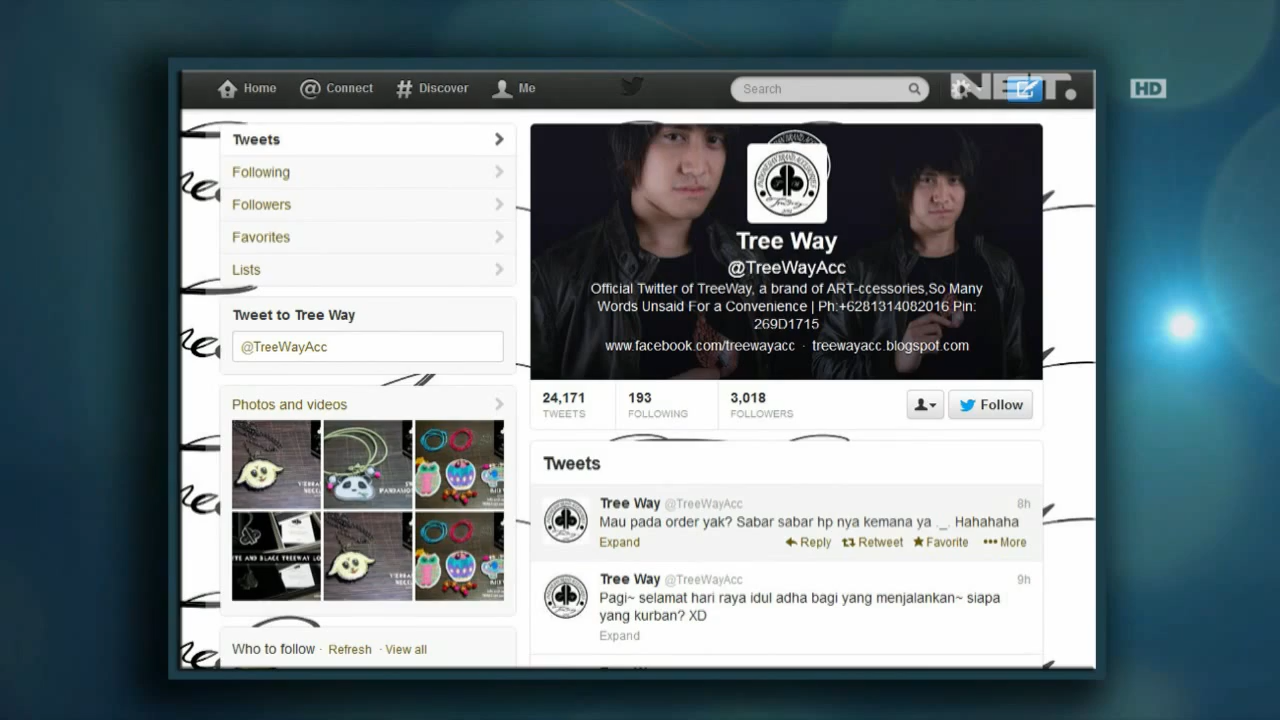 Home
Connect
Discover
Me
Search
NET.
HD
Tweets
Following
Followers
Favorites
Lists
Tweet to Tree Way
@TreeWayAcc
Photos and videos
Who to follow · Refresh · View all
Tree Way
@TreeWayAcc
Official Twitter of TreeWay, a brand of ART-ccessories,So Many
Words Unsaid For a Convenience | Ph:+6281314082016 Pin:
269D1715
www.facebook.com/treewayacc · treewayacc.blogspot.com
24,171 193 3,018
TWEETS FOLLOWING FOLLOWERS
Follow
Tweets
Tree Way @TreeWayAcc 8h
Mau pada order yak? Sabar sabar hp nya kemana ya ._. Hahahaha
Expand Reply Retweet Favorite More
Tree Way @TreeWayAcc 9h
Pagi~ selamat hari raya idul adha bagi yang menjalankan~ siapa
yang kurban? XD
Expand